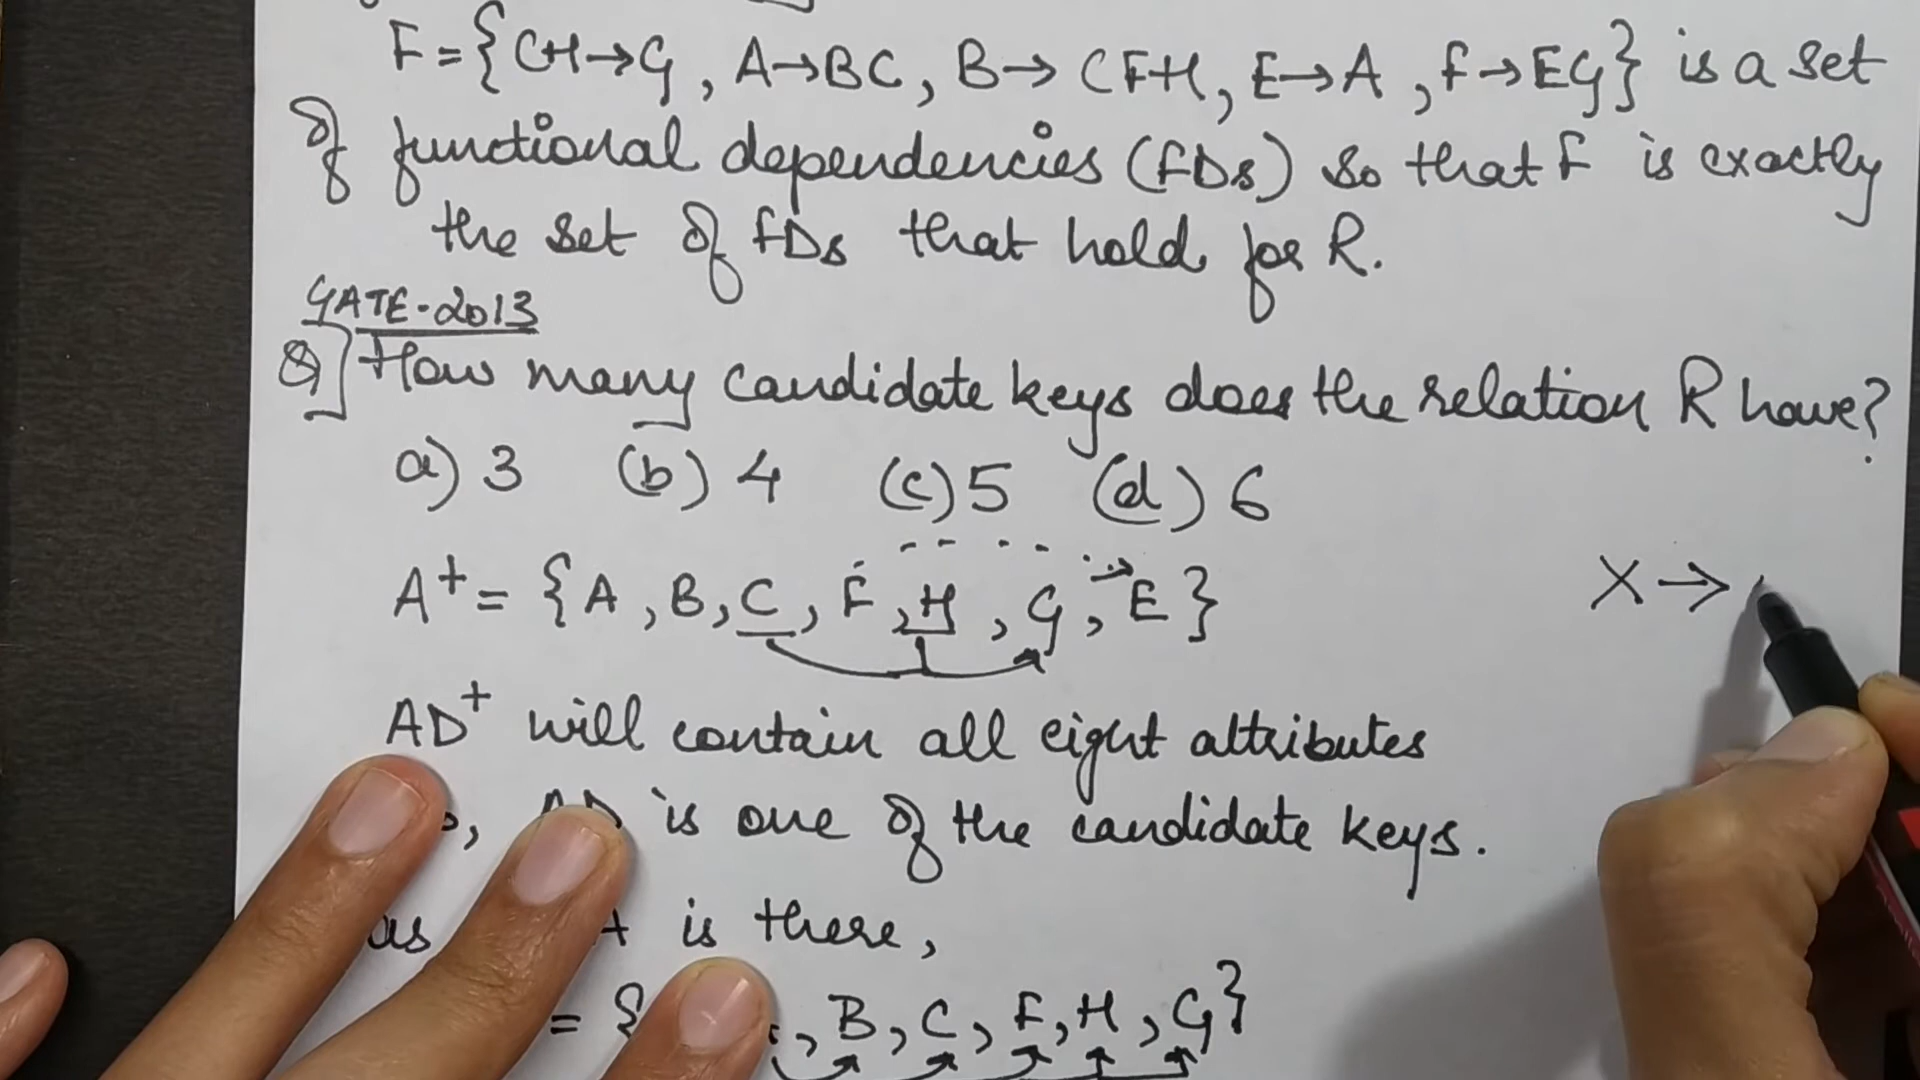 F={CH→G, A→BC, B→CFH, E→A, F→EG} is a set
of functional dependencies (FDs) so that F is exactly
the set of FDs that hold for R.
GATE-2013
Q] How many candidate keys does the relation R have?
a) 3 (b) 4 (c) 5 (d) 6
A+ = {A, B, C, F, H, G, E}
X→
AD+ will contain all eight attributes
AD is one of the candidate keys.
as A is there,
= { , B, C, F, H, G}